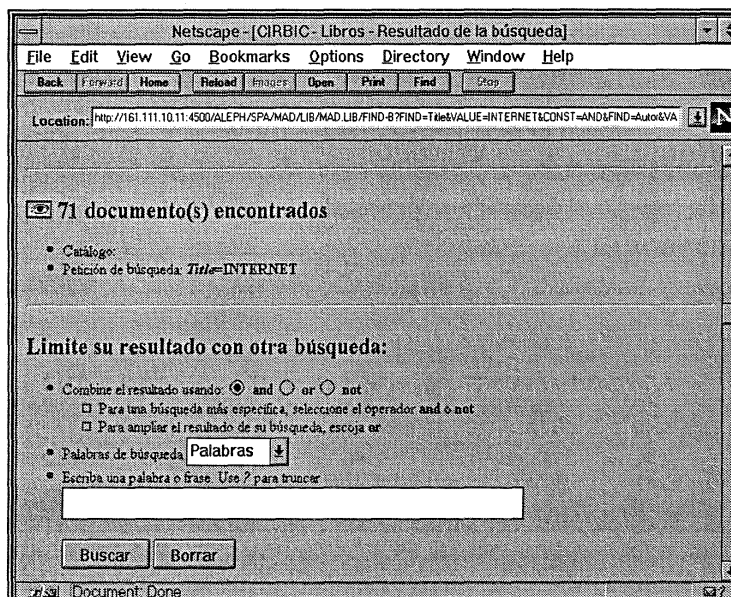 Netscape - [CIRBIC - Libros - Resultado de la búsqueda]
File Edit View Go Bookmarks Options Directory Window Help
Back Forward Home Reload Images Open Print Find Stop
Location: http://161.111.10.11:4500/ALEPH/SPA/MAD/LIB/MAD.LIB/FIND-B?FIND=Title&VALUE=INTERNET&CONST=AND&FIND=Autor&VA N
71 documento(s) encontrados
Catálogo:
Petición de búsqueda: Title=INTERNET
Limite su resultado con otra búsqueda:
Combine el resultado usando: and or not
Para una búsqueda más específica, seleccione el operador and o not
Para ampliar el resultado de su búsqueda, escoja or
Palabras de búsqueda Palabras
Escriba una palabra o frase. Use ? para truncar
Buscar Borrar
Document: Done ?